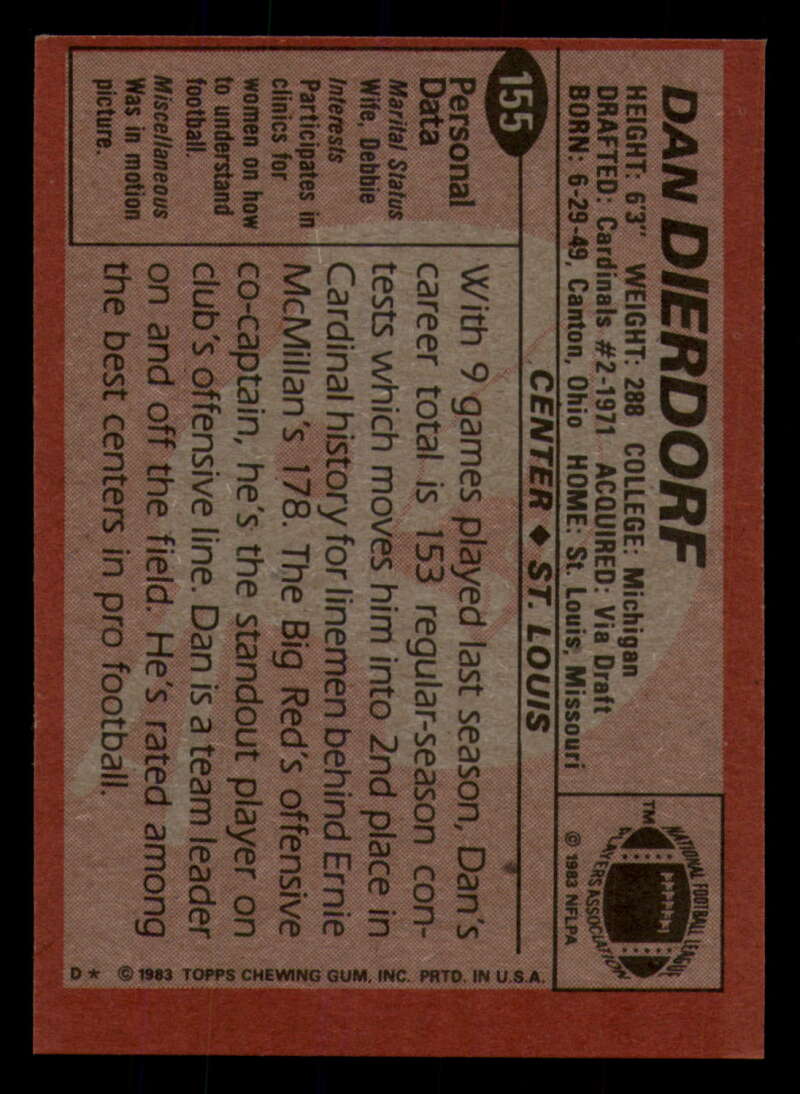 DAN DIERDORF
HEIGHT: 6'3" WEIGHT: 288 COLLEGE: Michigan
DRAFTED: Cardinals #2-1971 ACQUIRED: Via Draft
BORN: 6-29-49, Canton, Ohio HOME: St. Louis, Missouri
NATIONAL FOOTBALL LEAGUE
PLAYERS ASSOCIATION
TM
© 1983 NFLPA
155
CENTER ◆ ST. LOUIS
Personal
Data
Marital Status
Wife, Debbie
Interests
Participates in
clinics for
women on how
to understand
football.
Miscellaneous
Was in motion
picture.
With 9 games played last season, Dan's
career total is 153 regular-season con-
tests which moves him into 2nd place in
Cardinal history for linemen behind Ernie
McMillan's 178. The Big Red's offensive
co-captain, he's the standout player on
club's offensive line. Dan is a team leader
on and off the field. He's rated among
the best centers in pro football.
D* © 1983 TOPPS CHEWING GUM, INC. PRTD. IN U.S.A.